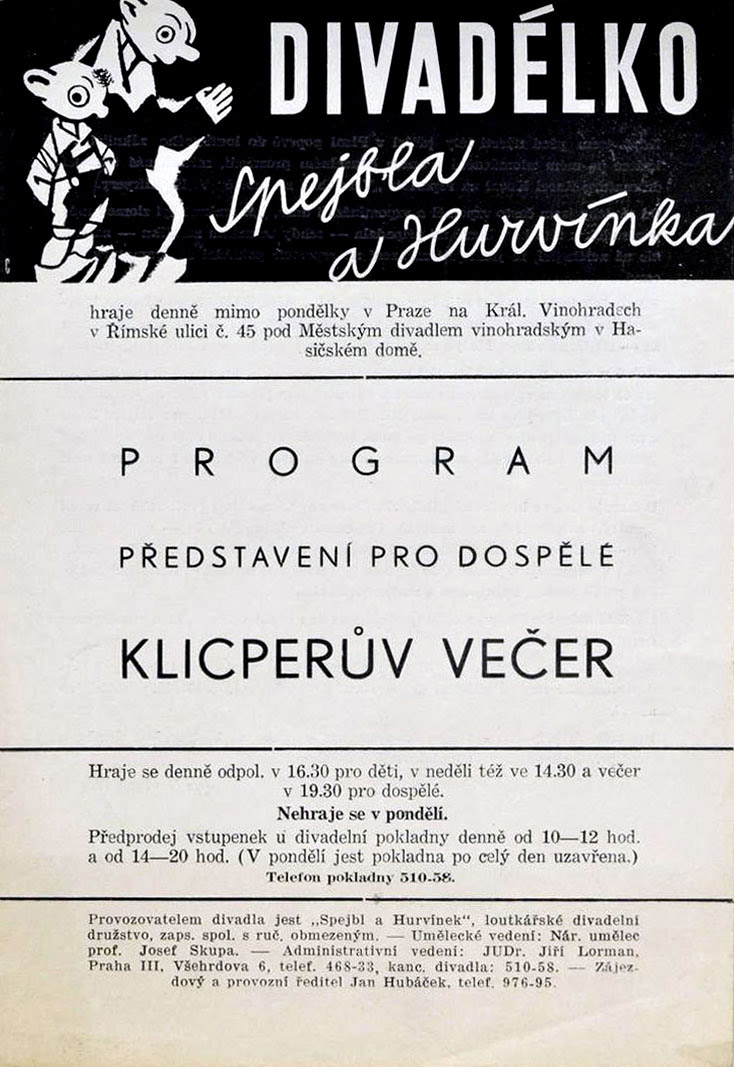 DIVADÉLKO
Spejbla
a Hurvínka
hraje denně mimo pondělky v Praze na Král. Vinohradech
v Římské ulici č. 45 pod Městským divadlem vinohradským v Ha-
sičském domě.
PROGRAM
PŘEDSTAVENÍ PRO DOSPĚLÉ
KLICPERŮV VEČER
Hraje se denně odpol. v 16.30 pro děti, v neděli též ve 14.30 a večer
v 19.30 pro dospělé.
Nehraje se v pondělí.
Předprodej vstupenek u divadelní pokladny denně od 10—12 hod.
a od 14—20 hod. (V pondělí jest pokladna po celý den uzavřena.)
Telefon pokladny 510-58.
Provozovatelem divadla jest „Spejbl a Hurvínek“, loutkářské divadelní
družstvo, zaps. spol. s ruč. obmezeným. — Umělecké vedení: Nár. umělec
prof. Josef Skupa. — Administrativní vedení: JUDr. Jiří Lorman,
Praha III, Všehrdova 6, telef. 468-33, kanc. divadla: 510-58. — Zájez-
dový a provozní ředitel Jan Hubáček, telef. 976-95.